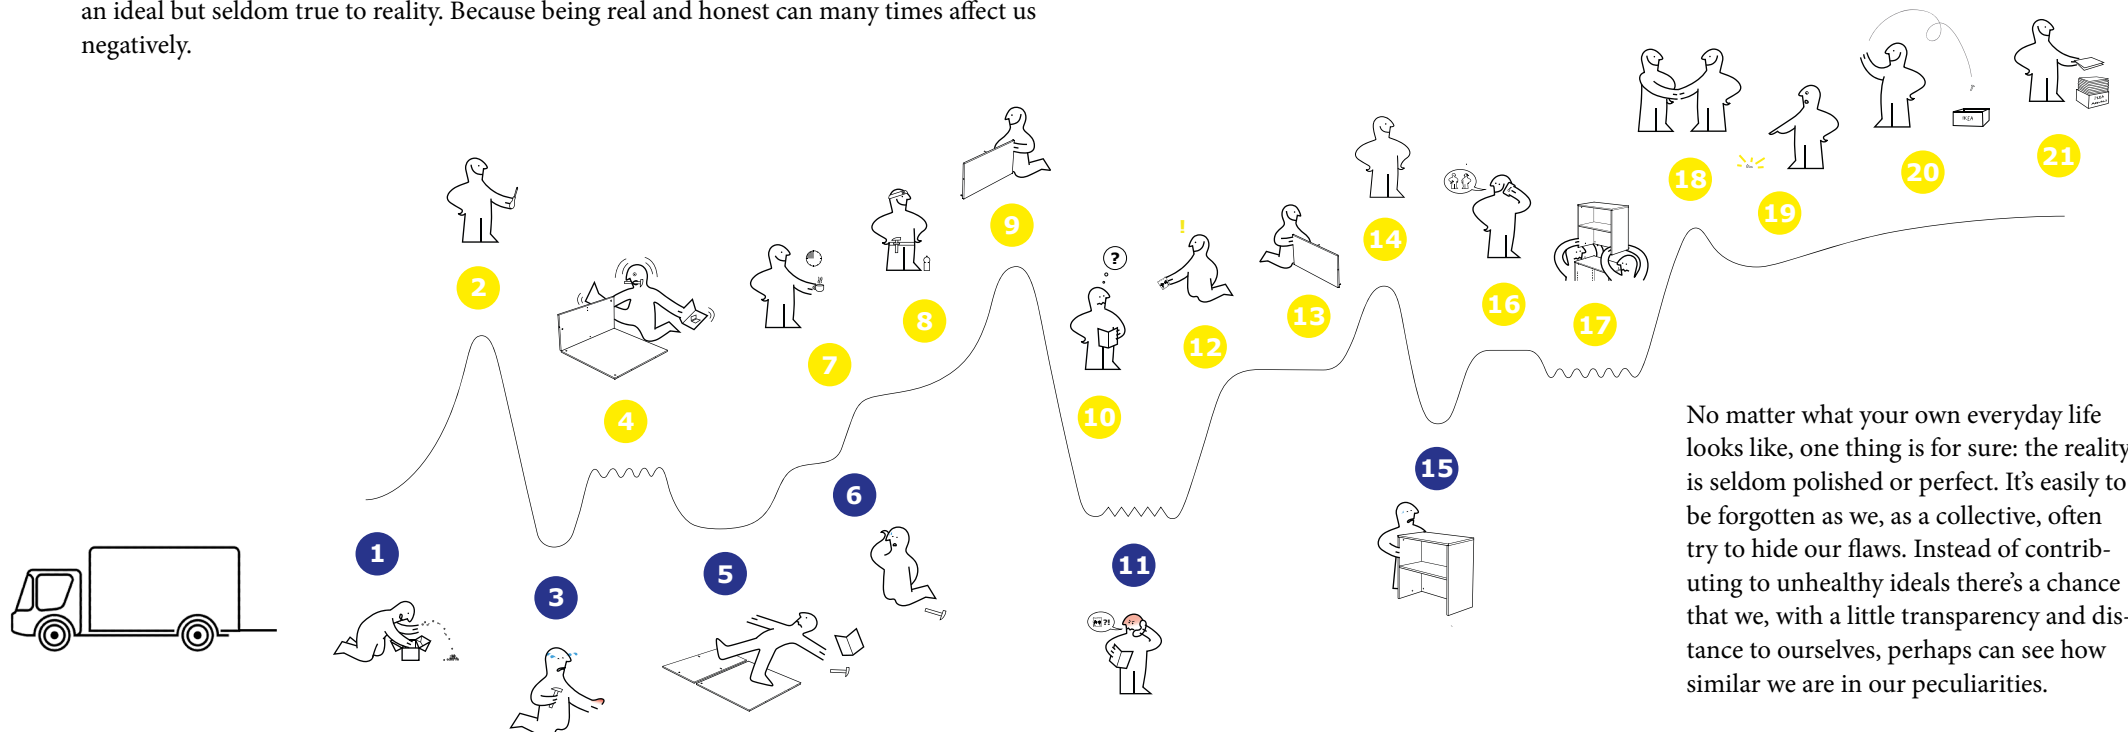 an ideal but seldom true to reality. Because being real and honest can many times affect us
negatively.
1
2
3
4
5
6
7
8
9
10
?
11
?!
12
!
13
14
15
16
17
18
19
20
IKEA
21
IKEA
No matter what your own everyday life
looks like, one thing is for sure: the reality
is seldom polished or perfect. It’s easily to
be forgotten as we, as a collective, often
try to hide our flaws. Instead of contrib-
uting to unhealthy ideals there’s a chance
that we, with a little transparency and dis-
tance to ourselves, perhaps can see how
similar we are in our peculiarities.